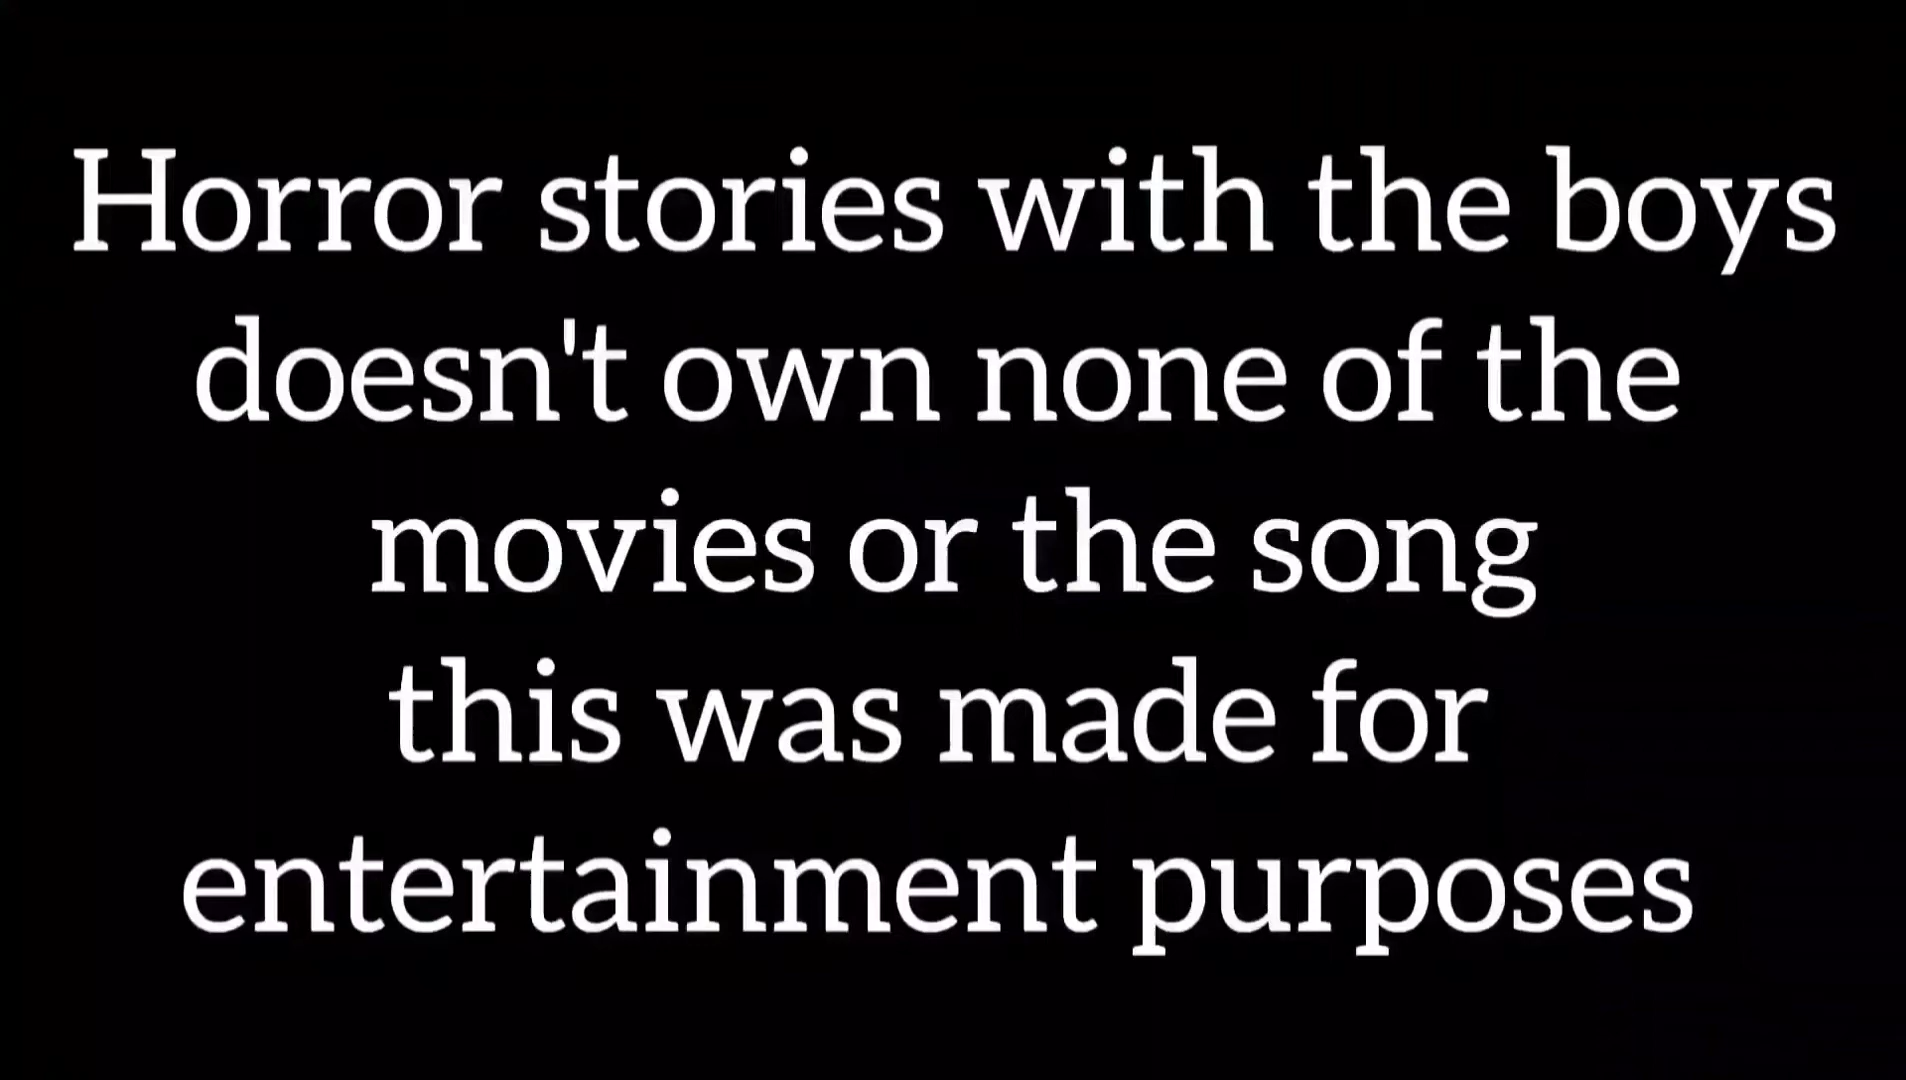 Horror stories with the boys
doesn't own none of the
movies or the song
this was made for
entertainment purposes